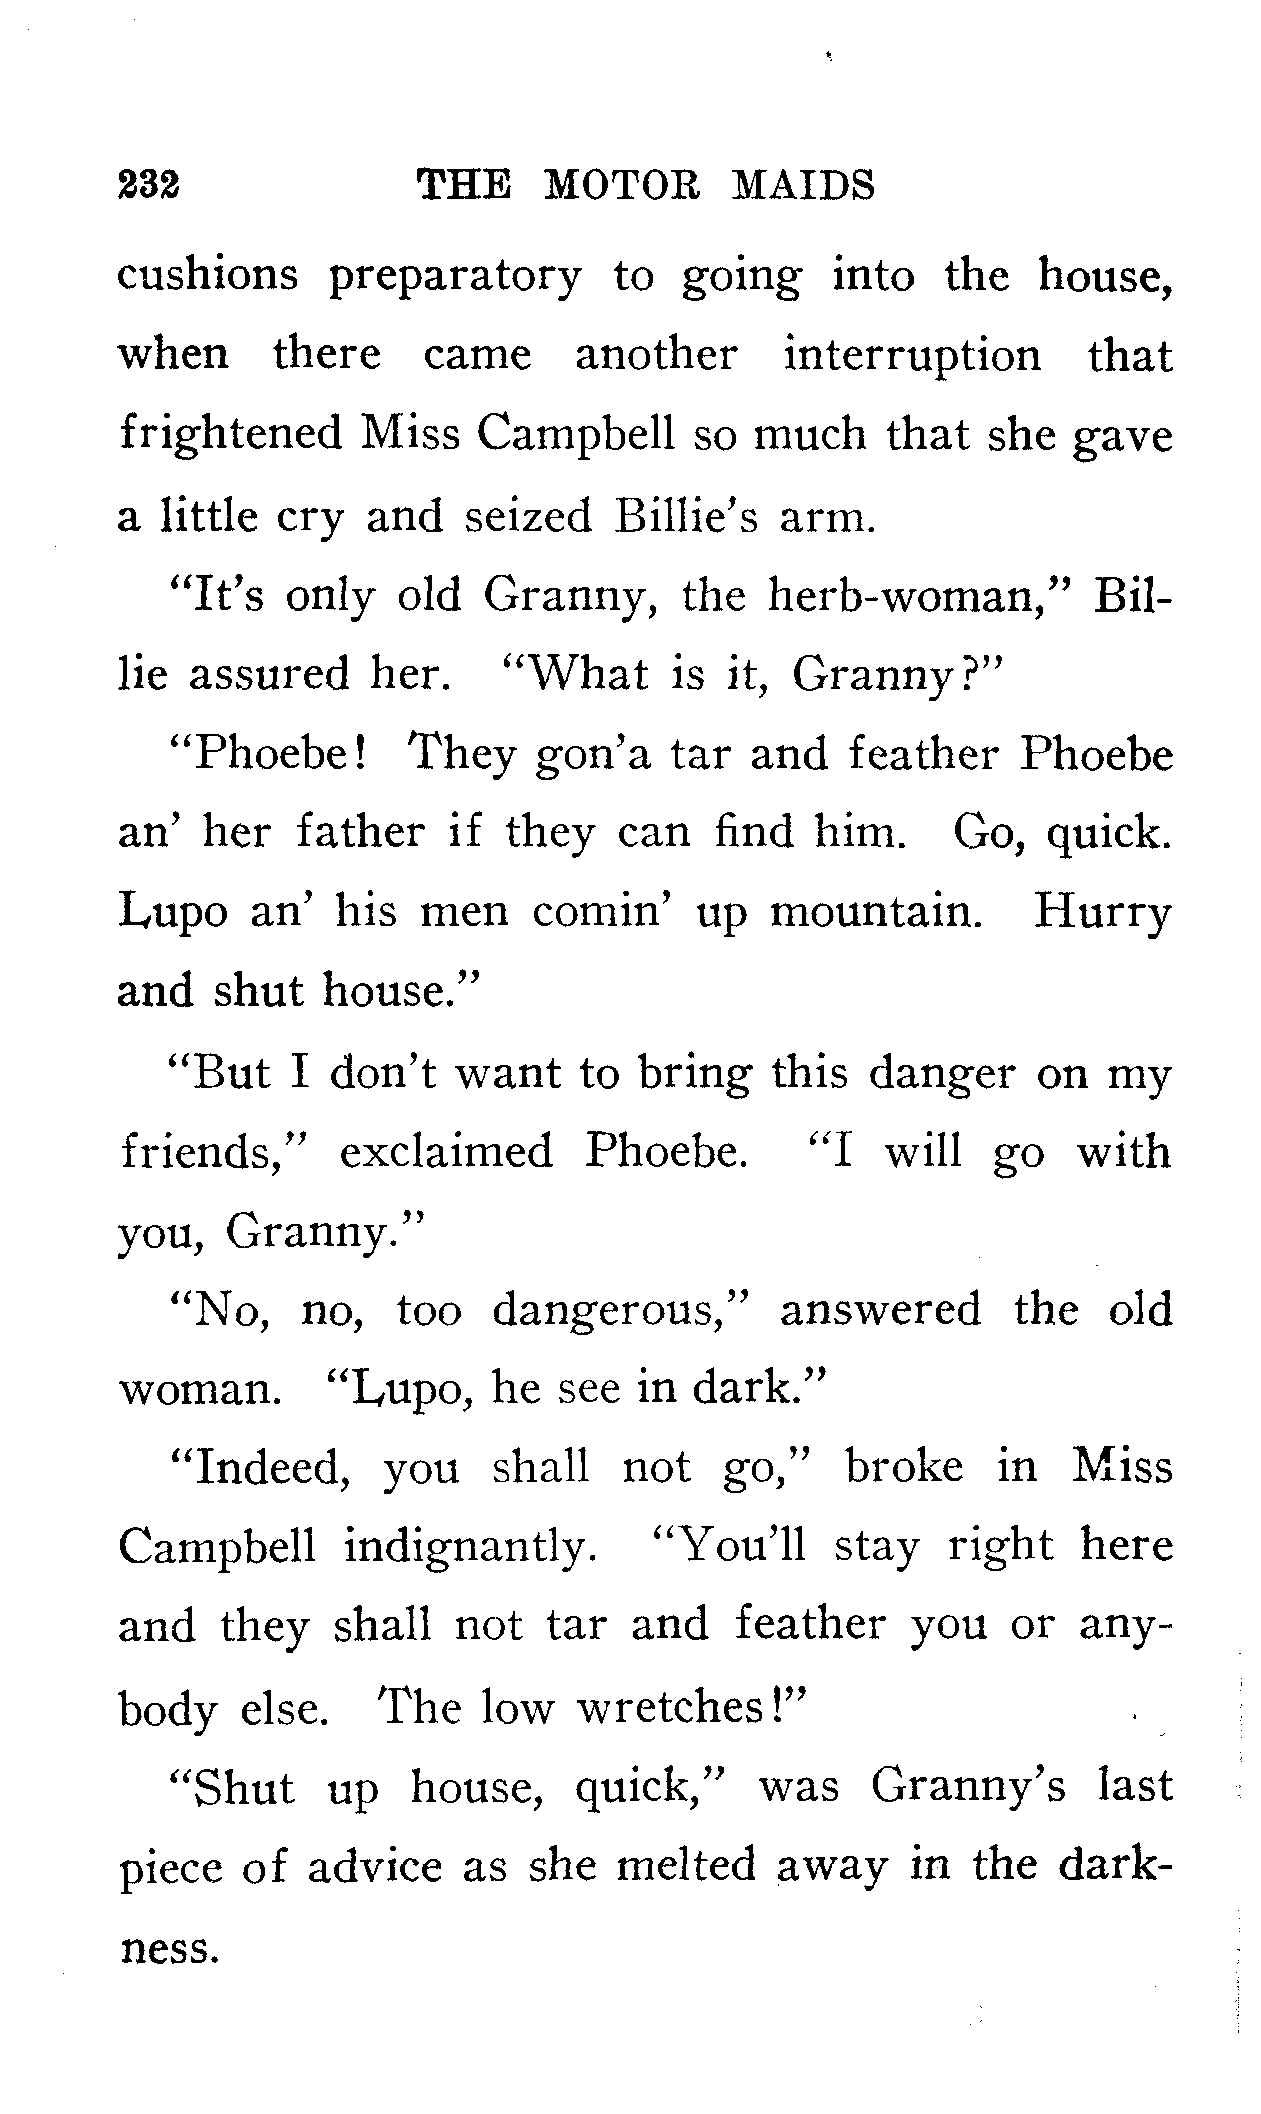 232 THE MOTOR MAIDS
cushions preparatory to going into the house,
when there came another interruption that
frightened Miss Campbell so much that she gave
a little cry and seized Billie's arm.
"It's only old Granny, the herb-woman," Bil-
lie assured her. "What is it, Granny?"
"Phoebe! They gon'a tar and feather Phoebe
an' her father if they can find him. Go, quick.
Lupo an' his men comin' up mountain. Hurry
and shut house."
"But I don't want to bring this danger on my
friends," exclaimed Phoebe. "I will go with
you, Granny."
"No, no, too dangerous," answered the old
woman. "Lupo, he see in dark."
"Indeed, you shall not go," broke in Miss
Campbell indignantly. "You'll stay right here
and they shall not tar and feather you or any-
body else. The low wretches!"
"Shut up house, quick," was Granny's last
piece of advice as she melted away in the dark-
ness.